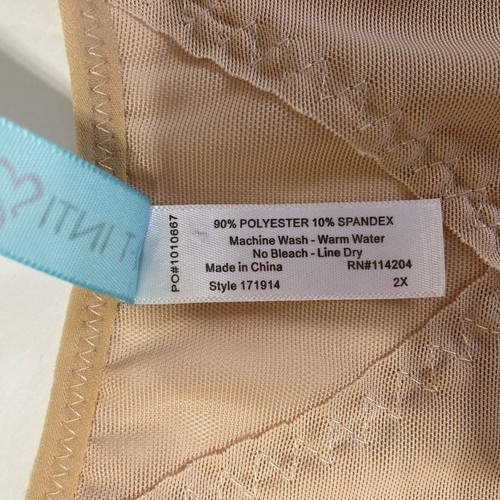 PO#1010667
90% POLYESTER 10% SPANDEX
Machine Wash - Warm Water
No Bleach - Line Dry
Made in China RN#114204
Style 171914 2X